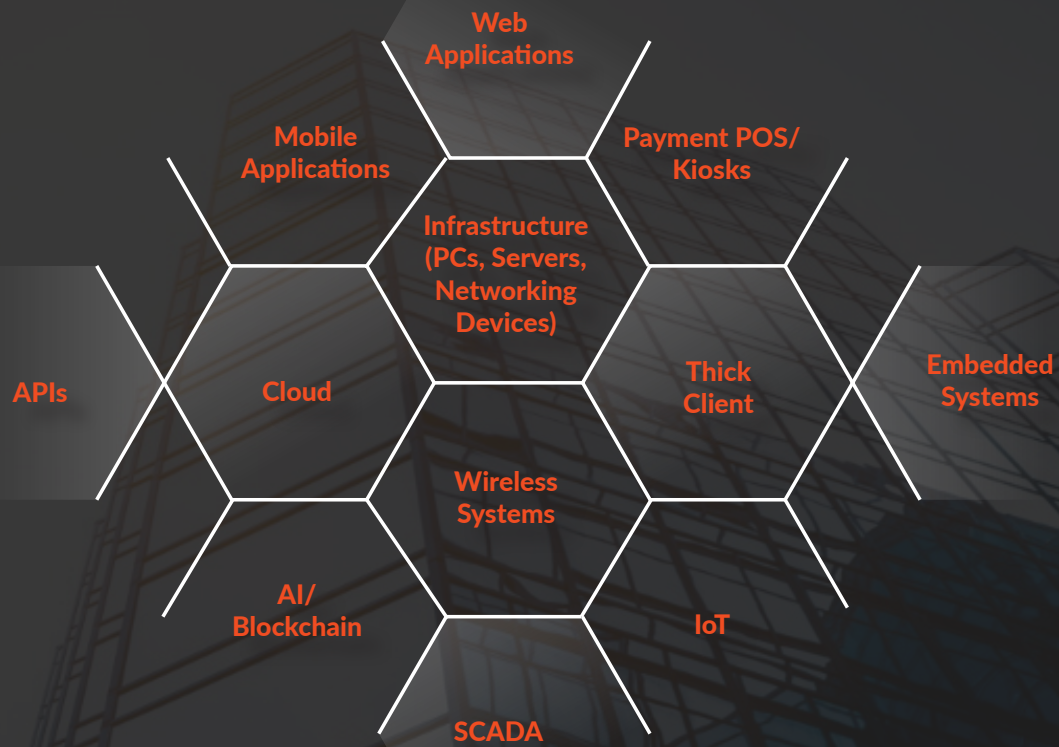 Web
Applications
Mobile
Applications
Payment POS/
Kiosks
Infrastructure
(PCs, Servers,
Networking
Devices)
APIs
Cloud
Thick
Client
Embedded
Systems
Wireless
Systems
AI/
Blockchain
IoT
SCADA